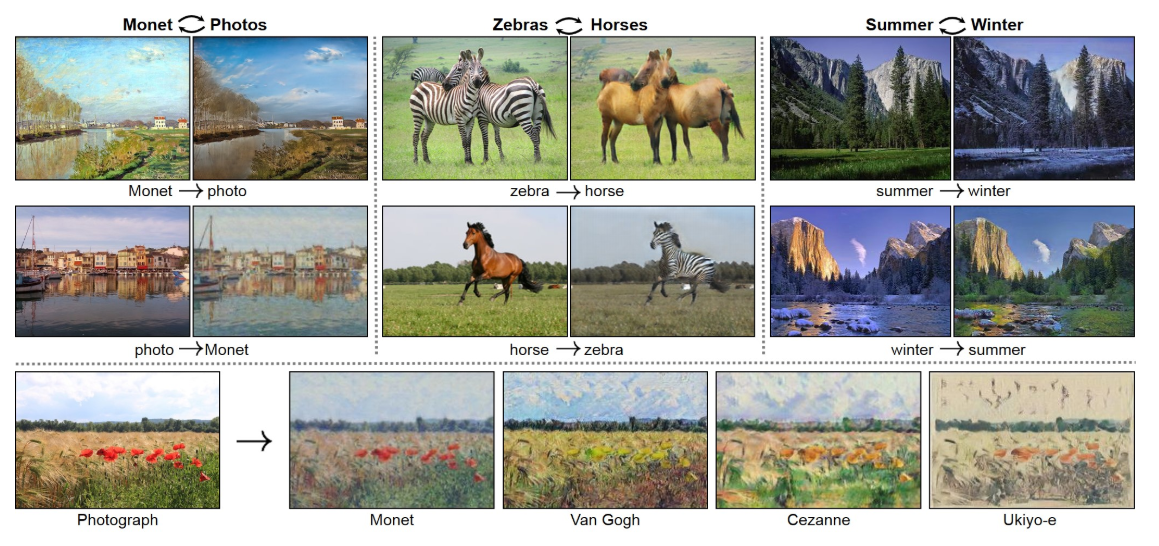 Monet Photos
Zebras Horses
Summer Winter
Monet → photo
zebra → horse
summer → winter
photo → Monet
horse → zebra
winter → summer
Photograph
Monet
Van Gogh
Cezanne
Ukiyo-e